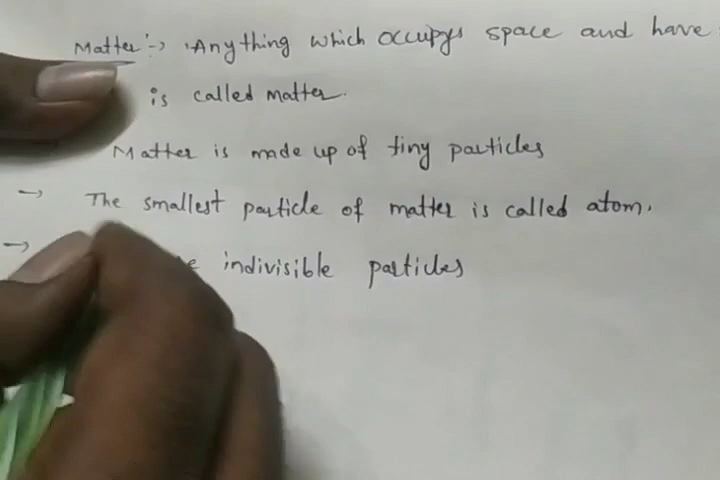 Matter :-> Anything which occupys space and have
is called matter.
Matter is made up of tiny particles
→ The smallest particle of matter is called atom.
→ indivisible particles